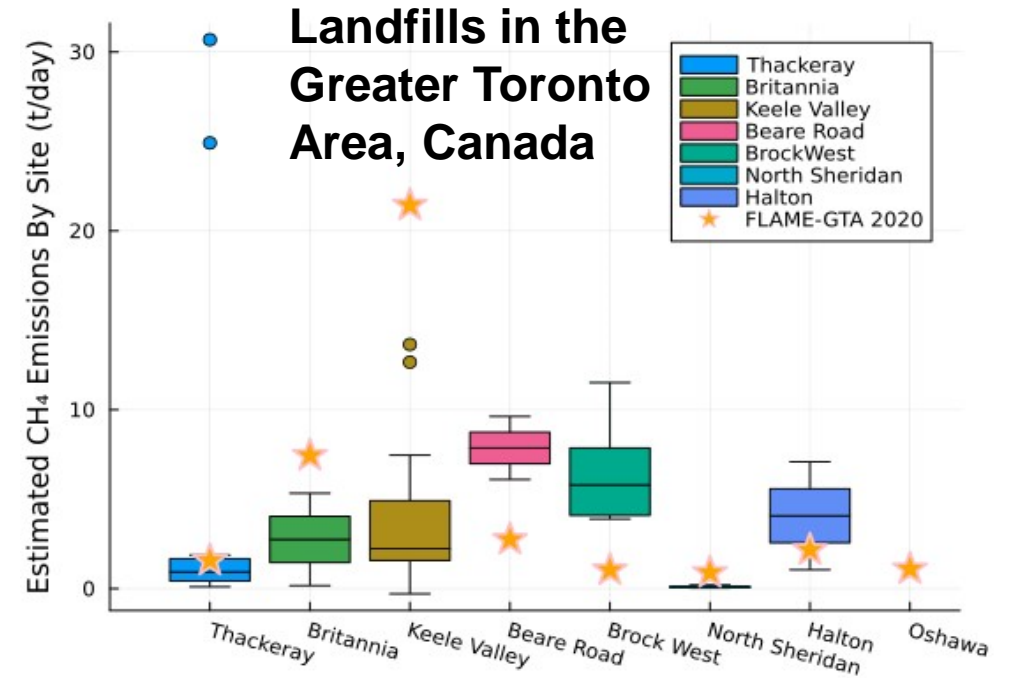 Landfills in the
Greater Toronto
Area, Canada
Estimated CH₄ Emissions By Site (t/day)
30
20
10
0
Thackeray
Britannia
Keele Valley
Beare Road
BrockWest
North Sheridan
Halton
FLAME-GTA 2020
Thackeray
Britannia
Keele Valley
Beare Road
Brock West
North Sheridan
Halton
Oshawa